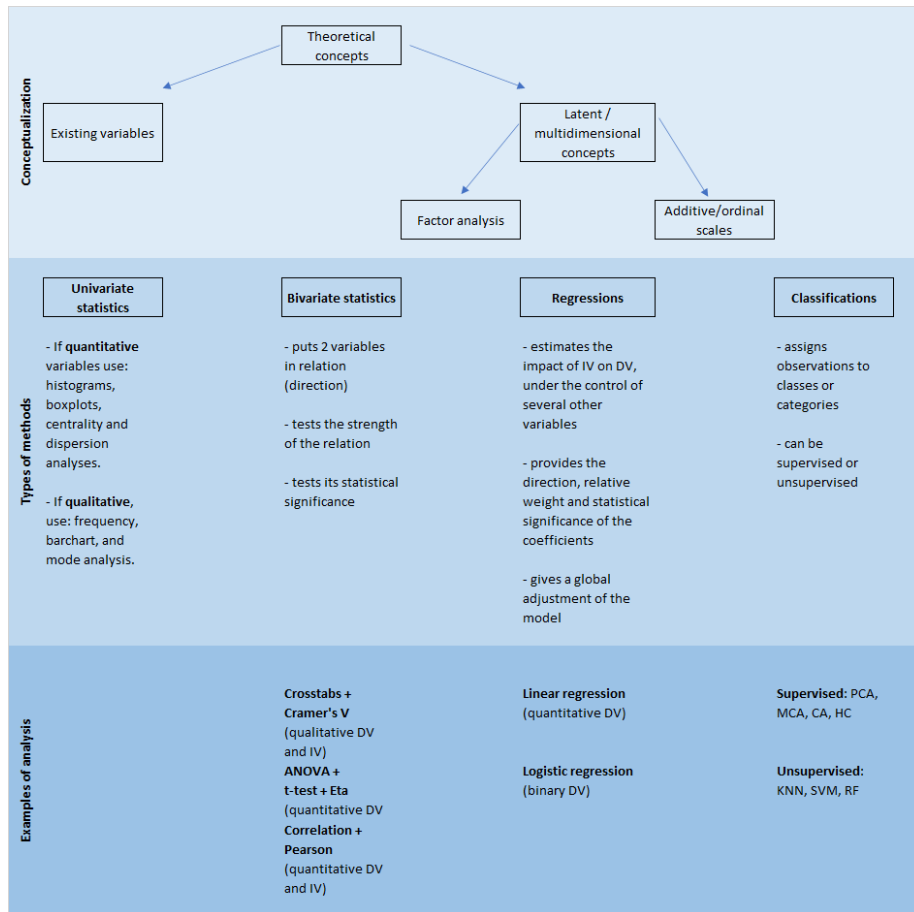 Conceptualization
Theoretical
concepts
Existing variables
Latent /
multidimensional
concepts
Factor analysis
Additive/ordinal
scales
Types of methods
Univariate
statistics
- If quantitative
variables use:
histograms,
boxplots,
centrality and
dispersion
analyses.
- If qualitative,
use: frequency,
barchart, and
mode analysis.
Bivariate statistics
- puts 2 variables
in relation
(direction)
- tests the strength
of the relation
- tests its statistical
significance
Regressions
- estimates the
impact of IV on DV,
under the control of
several other
variables
- provides the
direction, relative
weight and statistical
significance of the
coefficients
- gives a global
adjustment of the
model
Classifications
- assigns
observations to
classes or
categories
- can be
supervised or
unsupervised
Examples of analysis
Crosstabs +
Cramer's V
(qualitative DV
and IV)
ANOVA +
t-test + Eta
(quantitative DV
Correlation +
Pearson
(quantitative DV
and IV)
Linear regression
(quantitative DV)
Logistic regression
(binary DV)
Supervised: PCA,
MCA, CA, HC
Unsupervised:
KNN, SVM, RF